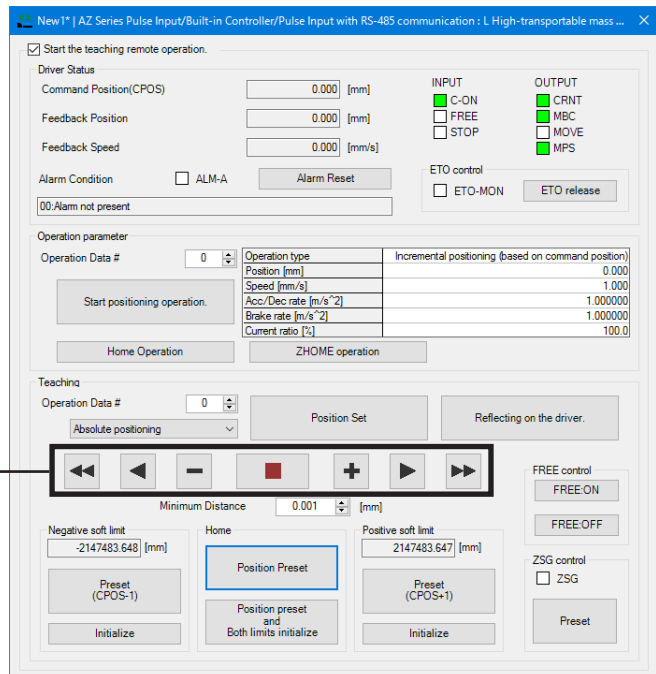 New1* | AZ Series Pulse Input/Built-in Controller/Pulse Input with RS-485 communication : L High-transportable mass ...
Start the teaching remote operation.
Driver Status
Command Position(CPOS) 0.000 [mm]
Feedback Position 0.000 [mm]
Feedback Speed 0.000 [mm/s]
INPUT
C-ON
FREE
STOP
OUTPUT
CRNT
MBC
MOVE
MPS
Alarm Condition ALM-A Alarm Reset
00:Alarm not present
ETO control
ETO-MON ETO release
Operation parameter
Operation Data # 0
Start positioning operation.
Operation type Incremental positioning (based on command position)
Position [mm] 0.000
Speed [mm/s] 1.000
Acc/Dec rate [m/s^2] 1.000000
Brake rate [m/s^2] 1.000000
Current ratio [%] 100.0
Home Operation ZHOME operation
Teaching
Operation Data # 0
Absolute positioning
Position Set
Reflecting on the driver.
Minimum Distance 0.001 [mm]
FREE control
FREE:ON
FREE:OFF
Negative soft limit
-2147483.648 [mm]
Preset
(CPOS-1)
Initialize
Home
Position Preset
Position preset
and
Both limits initialize
Positive soft limit
2147483.647 [mm]
Preset
(CPOS+1)
Initialize
ZSG control
ZSG
Preset